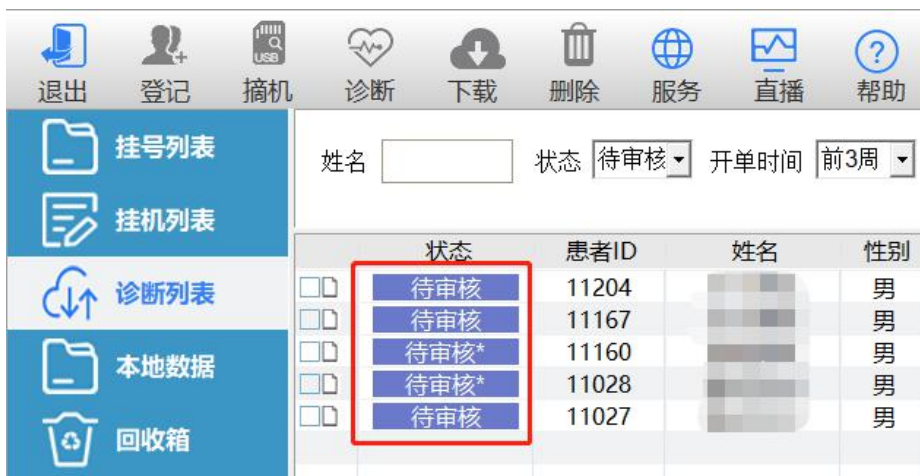 USB
退出 登记 摘机 诊断 下载 删除 服务 直播 帮助
挂号列表
挂机列表
诊断列表
本地数据
回收箱
姓名 状态 待审核 开单时间 前3周
状态 患者ID 姓名 性别
待审核 11204 男
待审核 11167 男
待审核* 11160 男
待审核* 11028 男
待审核 11027 男